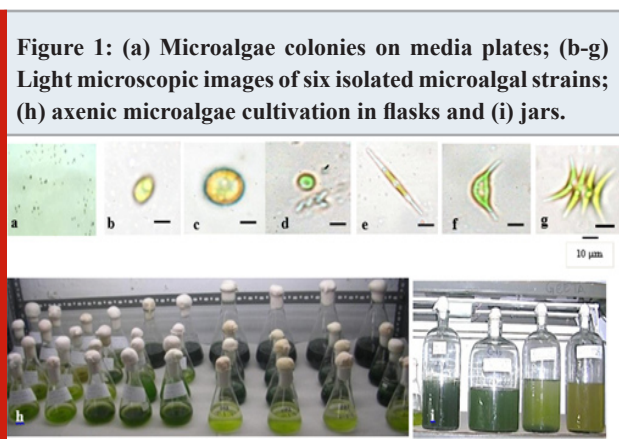 Figure 1: (a) Microalgae colonies on media plates; (b-g)
Light microscopic images of six isolated microalgal strains;
(h) axenic microalgae cultivation in flasks and (i) jars.
a b c d e f g
10 µm
h i